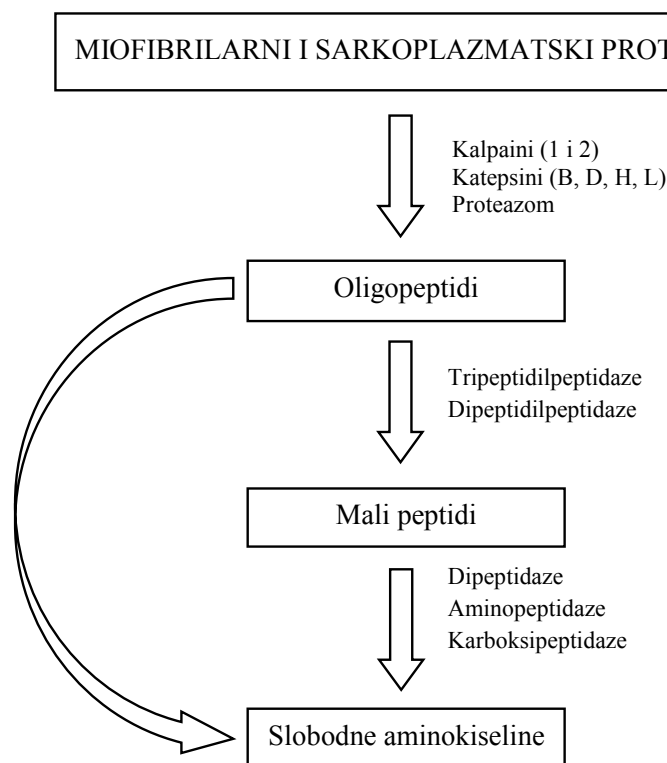 MIOFIBRILARNI I SARKOPLAZMATSKI PROT
Kalpaini (1 i 2)
Katepsini (B, D, H, L)
Proteazom
Oligopeptidi
Tripeptidilpeptidaze
Dipeptidilpeptidaze
Mali peptidi
Dipeptidaze
Aminopeptidaze
Karboksipeptidaze
Slobodne aminokiseline